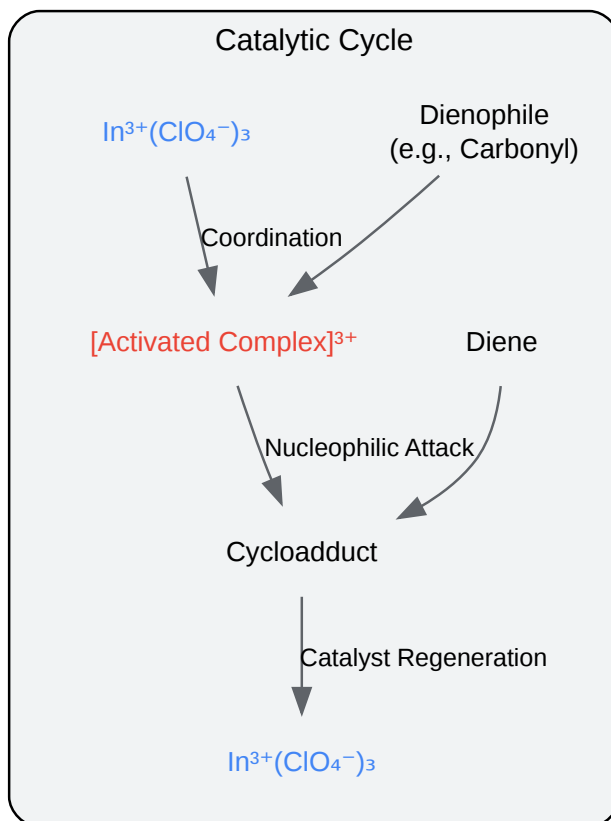 Catalytic Cycle
In³⁺(ClO₄⁻)₃
Dienophile
(e.g., Carbonyl)
Coordination
[Activated Complex]³⁺
Diene
Nucleophilic Attack
Cycloadduct
Catalyst Regeneration
In³⁺(ClO₄⁻)₃